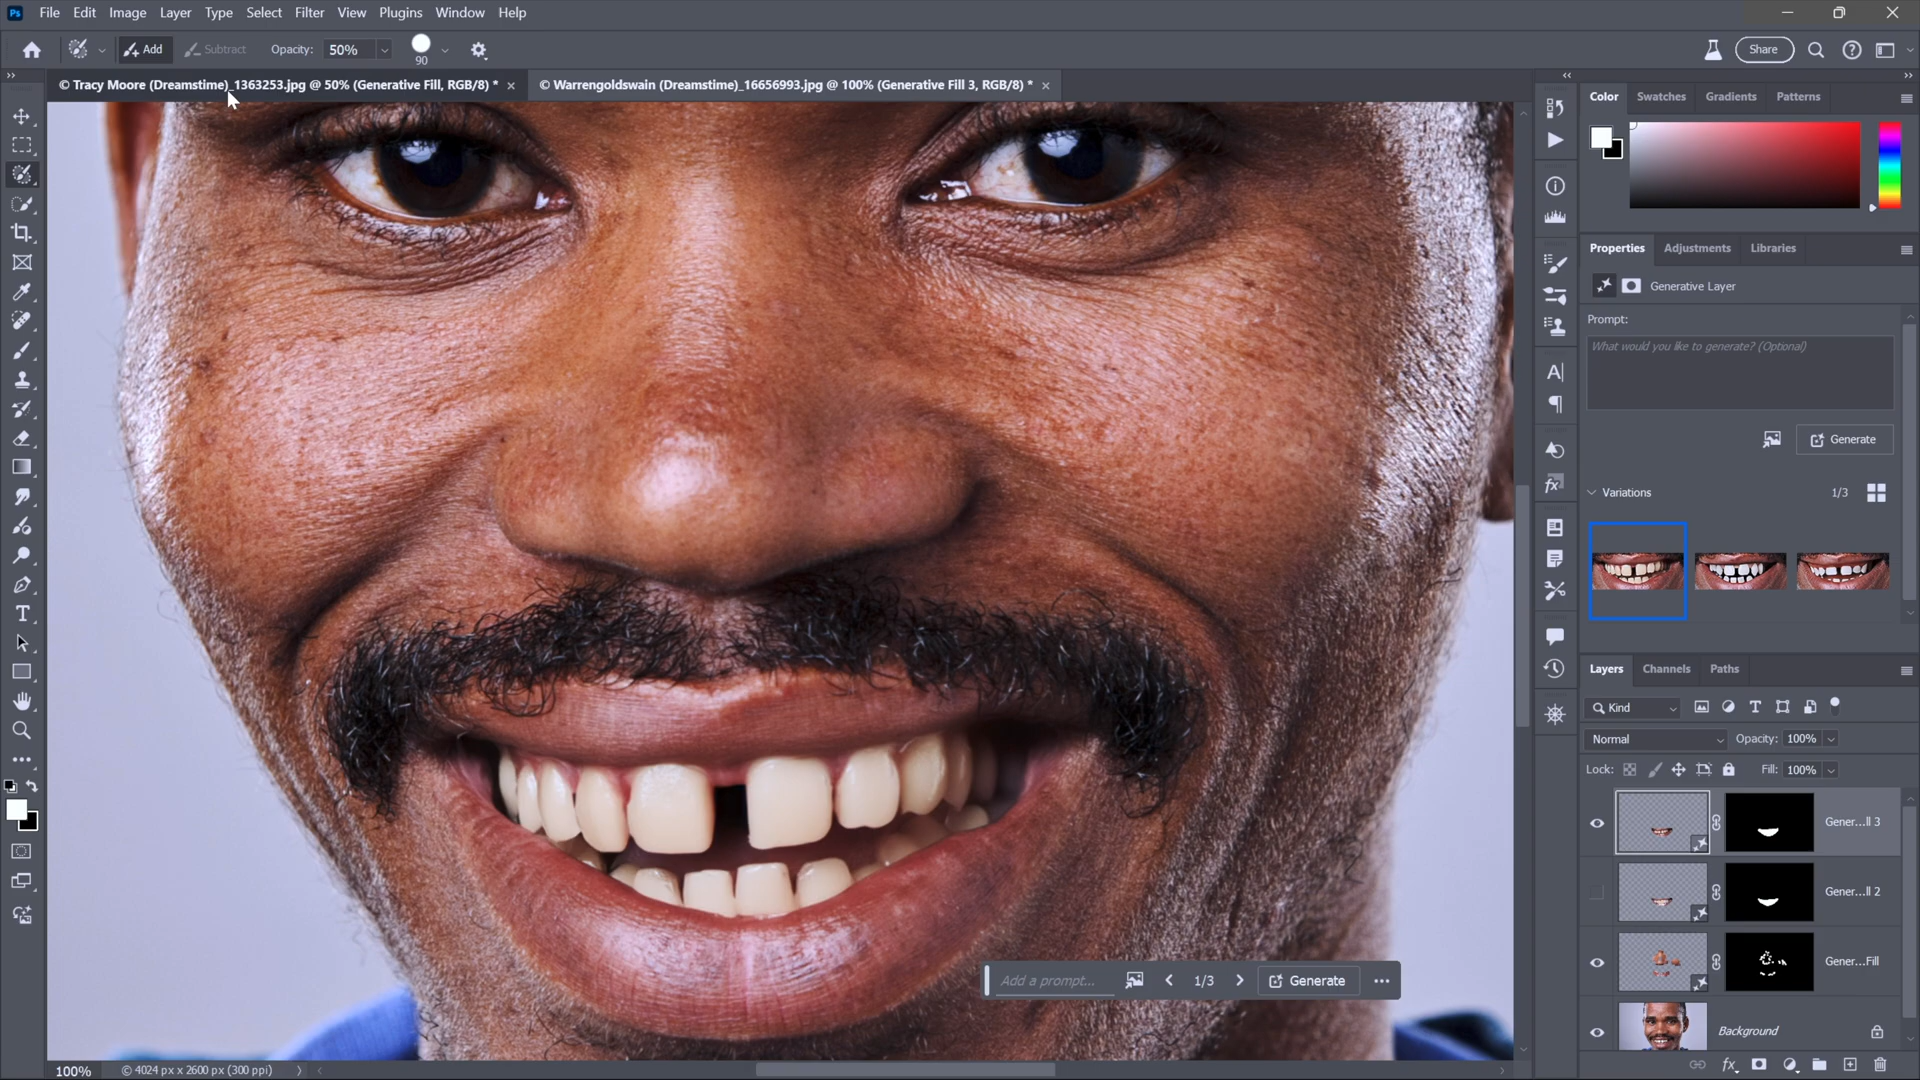 Ps File Edit Image Layer Type Select Filter View Plugins Window Help
Add Subtract Opacity: 50% 90 Share
© Tracy Moore (Dreamstime)_1363253.jpg @ 50% (Generative Fill, RGB/8) * © Warrengoldswain (Dreamstime)_16656993.jpg @ 100% (Generative Fill 3, RGB/8) *
Color Swatches Gradients Patterns
Properties Adjustments Libraries
Generative Layer
Prompt:
What would you like to generate? (Optional)
Generate
Variations 1/3
Layers Channels Paths
Kind
Normal Opacity: 100%
Lock: Fill: 100%
Gener...ll 3
Gener...ll 2
Gener...Fill
Background
Add a prompt... 1/3 Generate
100% © 4024 px x 2600 px (300 ppi)